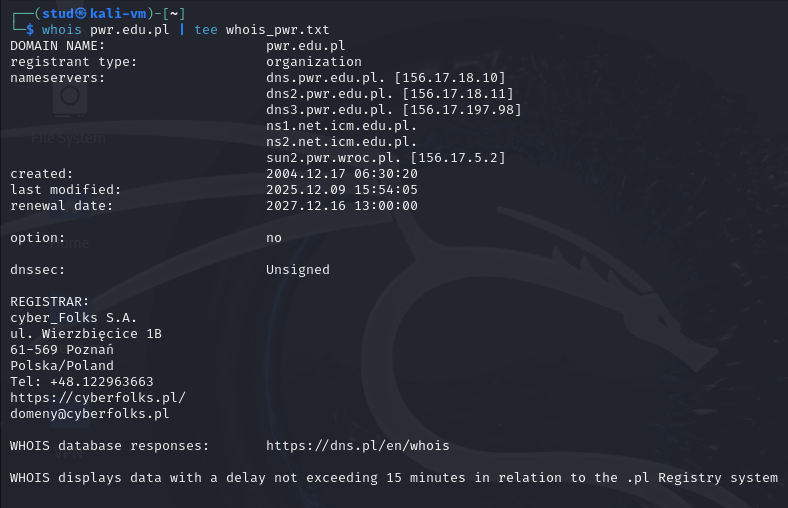 ┌──(stud㉿kali-vm)-[~]
└─$ whois pwr.edu.pl | tee whois_pwr.txt
DOMAIN NAME: pwr.edu.pl
registrant type: organization
nameservers: dns.pwr.edu.pl. [156.17.18.10]
dns2.pwr.edu.pl. [156.17.18.11]
dns3.pwr.edu.pl. [156.17.197.98]
ns1.net.icm.edu.pl.
ns2.net.icm.edu.pl.
sun2.pwr.wroc.pl. [156.17.5.2]
created: 2004.12.17 06:30:20
last modified: 2025.12.09 15:54:05
renewal date: 2027.12.16 13:00:00
option: no
dnssec: Unsigned
REGISTRAR:
cyber_Folks S.A.
ul. Wierzbięcice 1B
61-569 Poznań
Polska/Poland
Tel: +48.122963663
https://cyberfolks.pl/
domeny@cyberfolks.pl
WHOIS database responses: https://dns.pl/en/whois
WHOIS displays data with a delay not exceeding 15 minutes in relation to the .pl Registry system
File System
Home
VPN